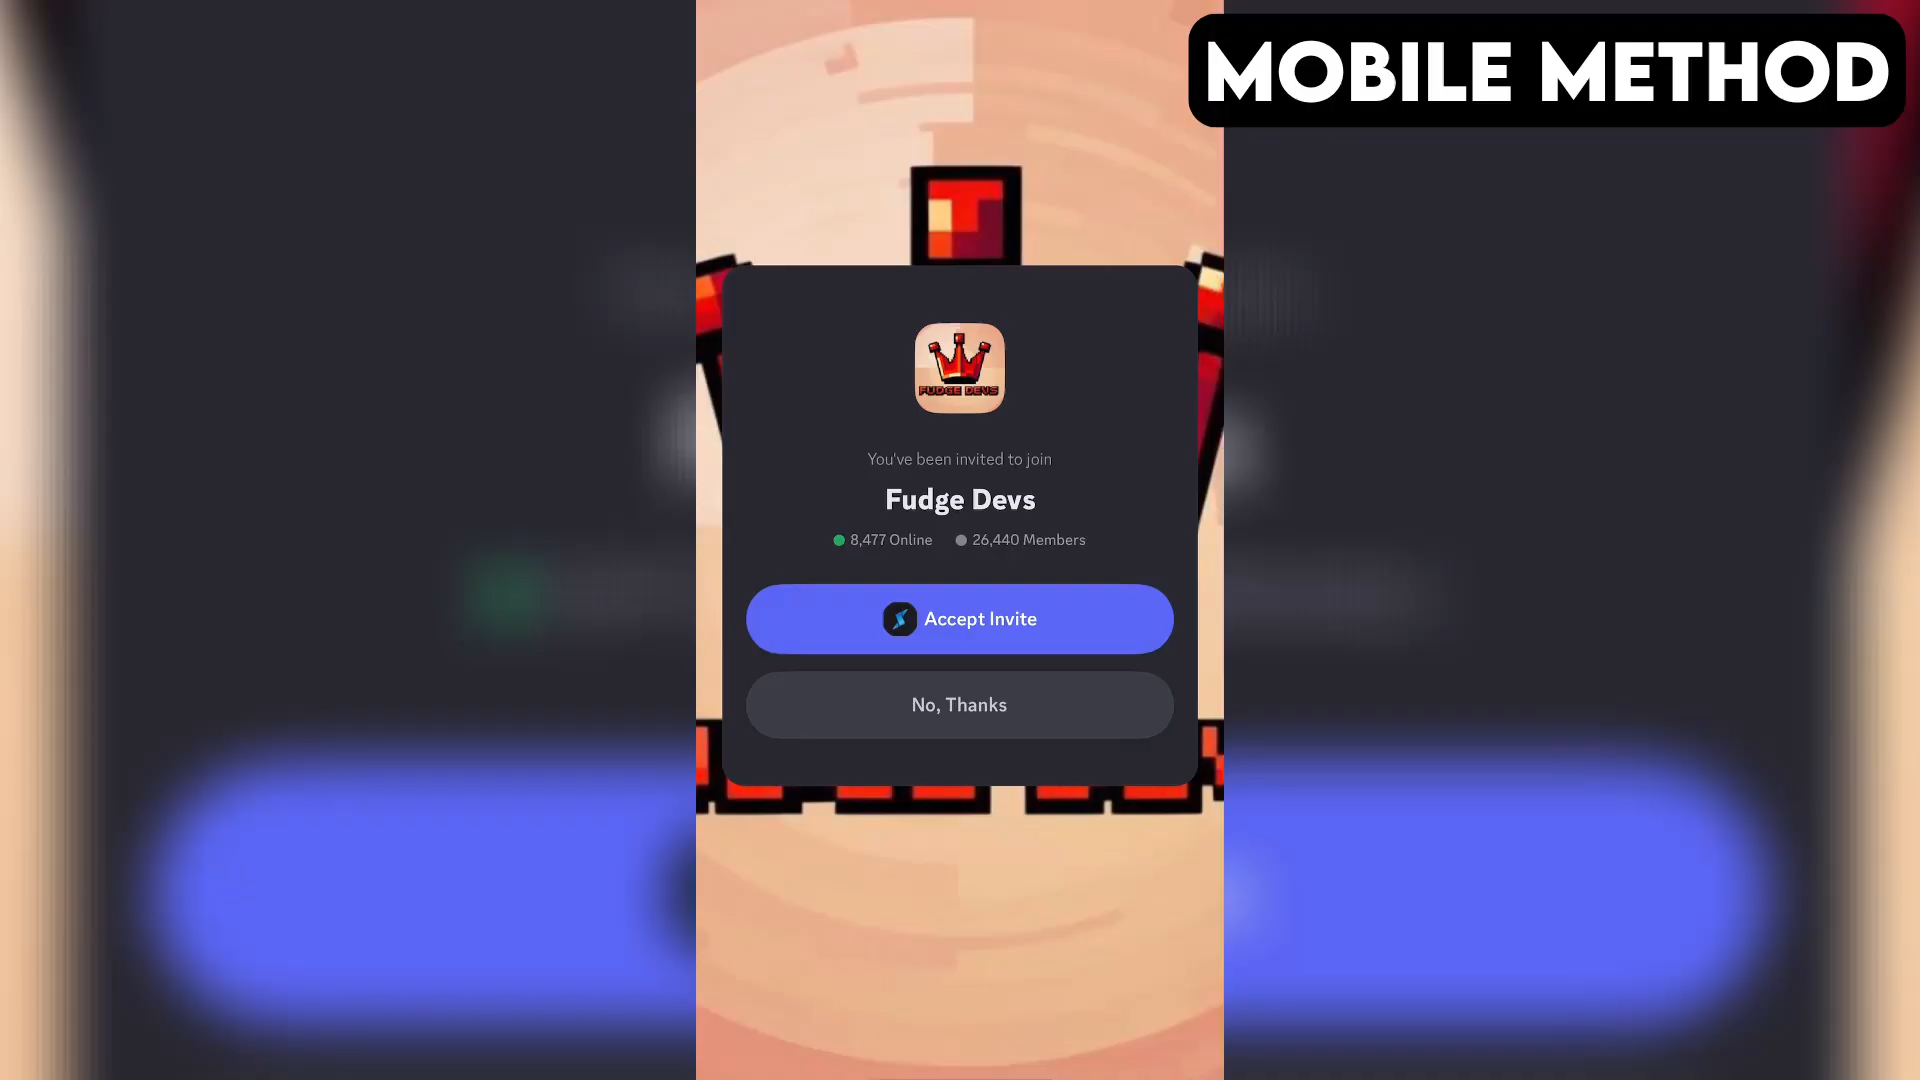 MOBILE METHOD
FUDGE DEVS
You've been invited to join
Fudge Devs
8,477 Online
26,440 Members
Accept Invite
No, Thanks